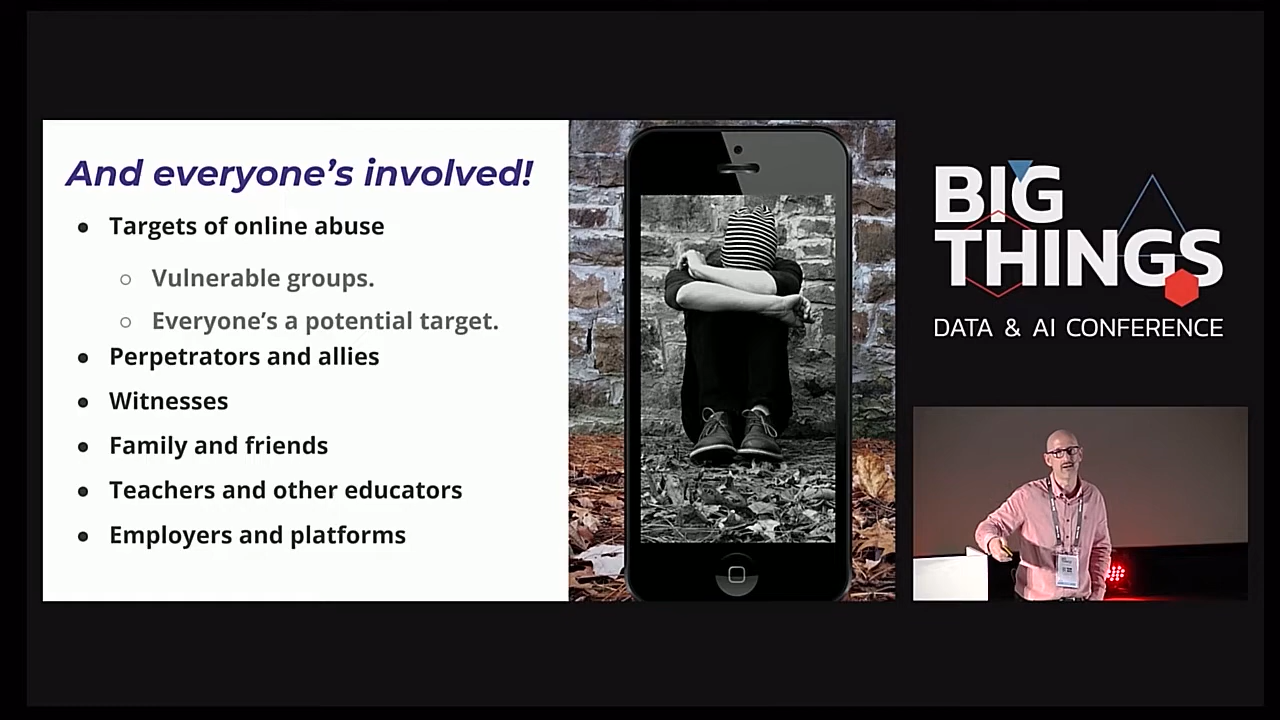 And everyone's involved!
● Targets of online abuse
○ Vulnerable groups.
○ Everyone's a potential target.
● Perpetrators and allies
● Witnesses
● Family and friends
● Teachers and other educators
● Employers and platforms
BIG
THINGS
DATA & AI CONFERENCE